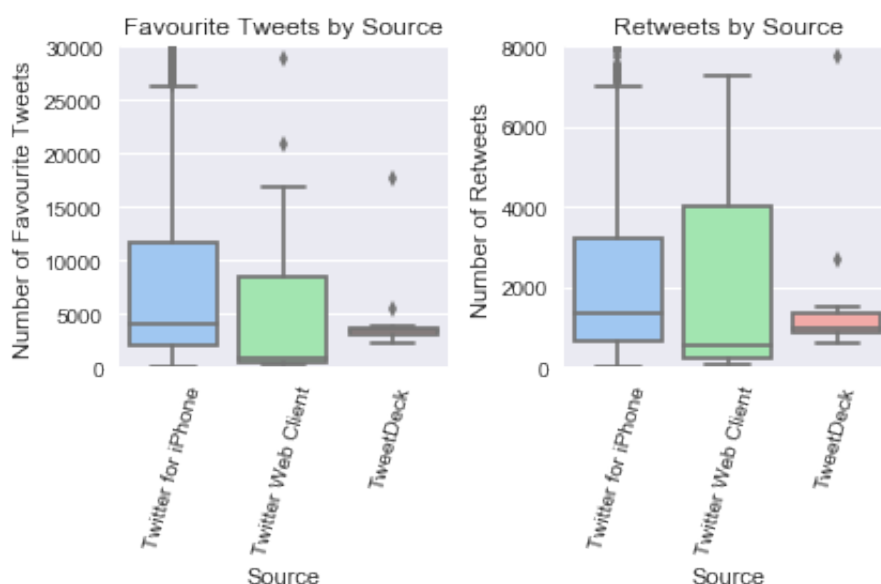 Favourite Tweets by Source
Number of Favourite Tweets
30000
25000
20000
15000
10000
5000
0
Twitter for iPhone
Twitter Web Client
TweetDeck
Source
Retweets by Source
Number of Retweets
8000
6000
4000
2000
0
Twitter for iPhone
Twitter Web Client
TweetDeck
Source